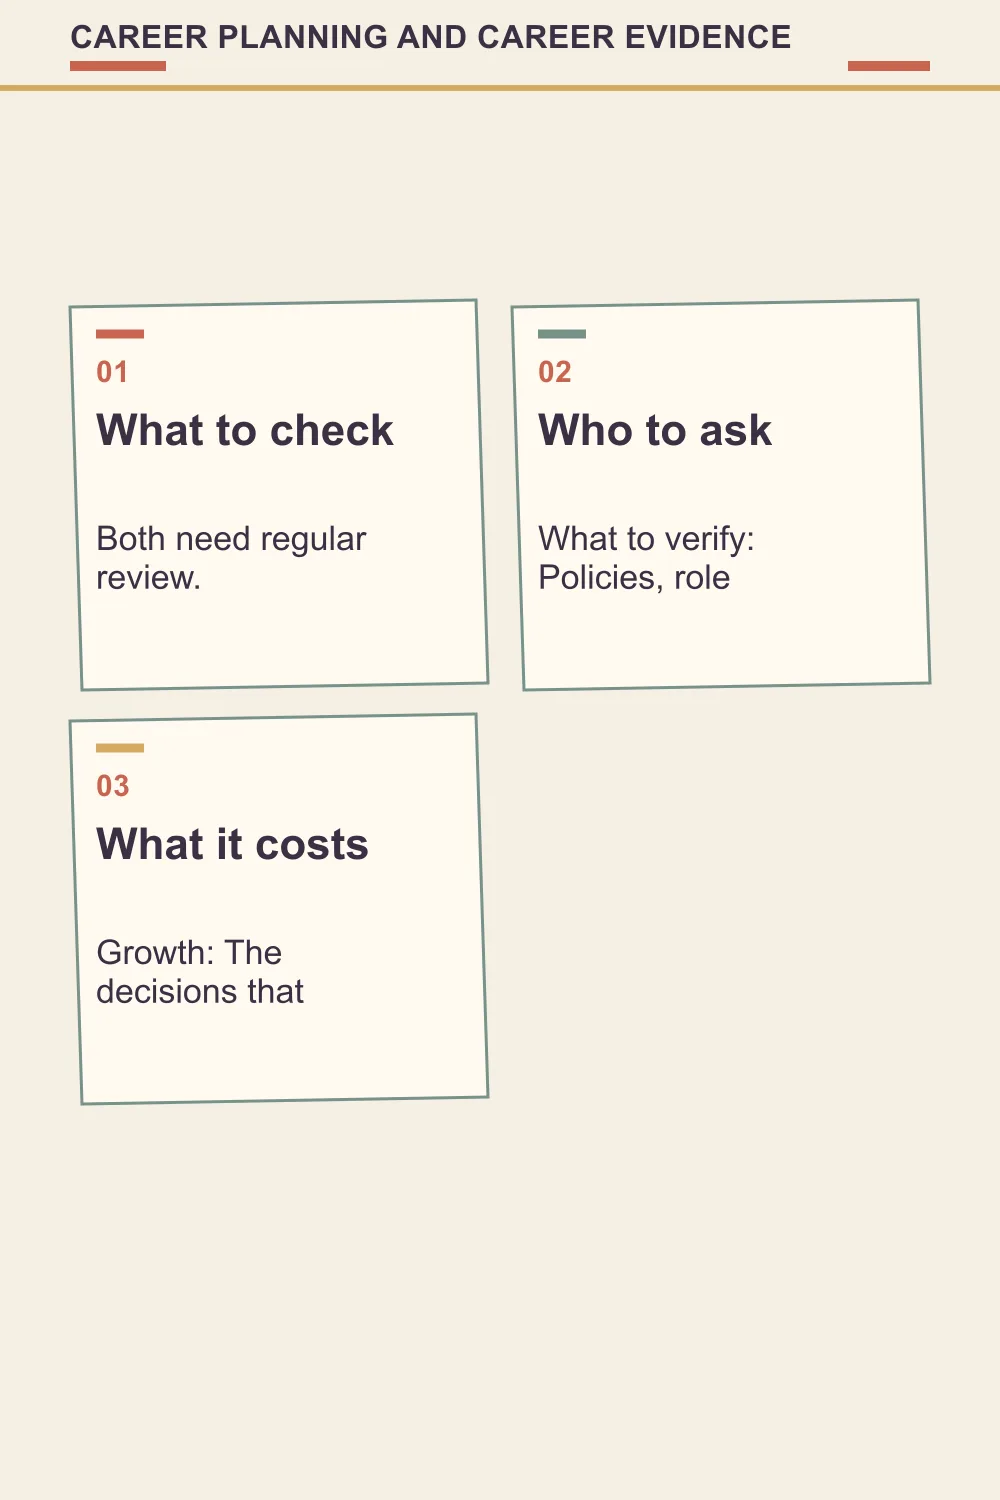 CAREER PLANNING AND CAREER EVIDENCE
01
What to check
Both need regular
review.
02
Who to ask
What to verify:
Policies, role
03
What it costs
Growth: The
decisions that